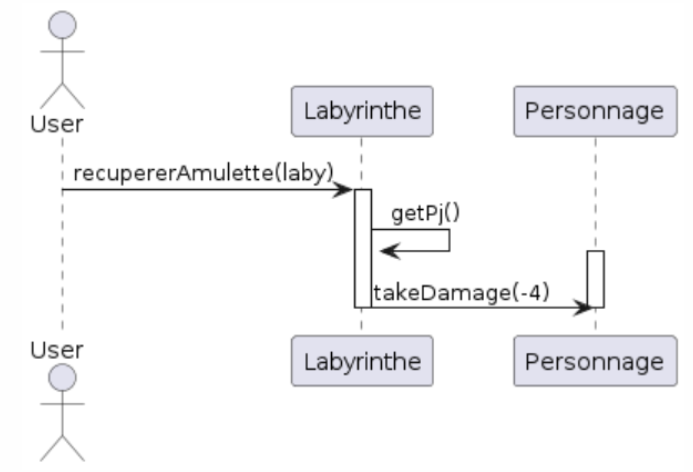 User
Labyrinthe
Personnage
recupererAmulette(laby)
getPj()
takeDamage(-4)
User
Labyrinthe
Personnage